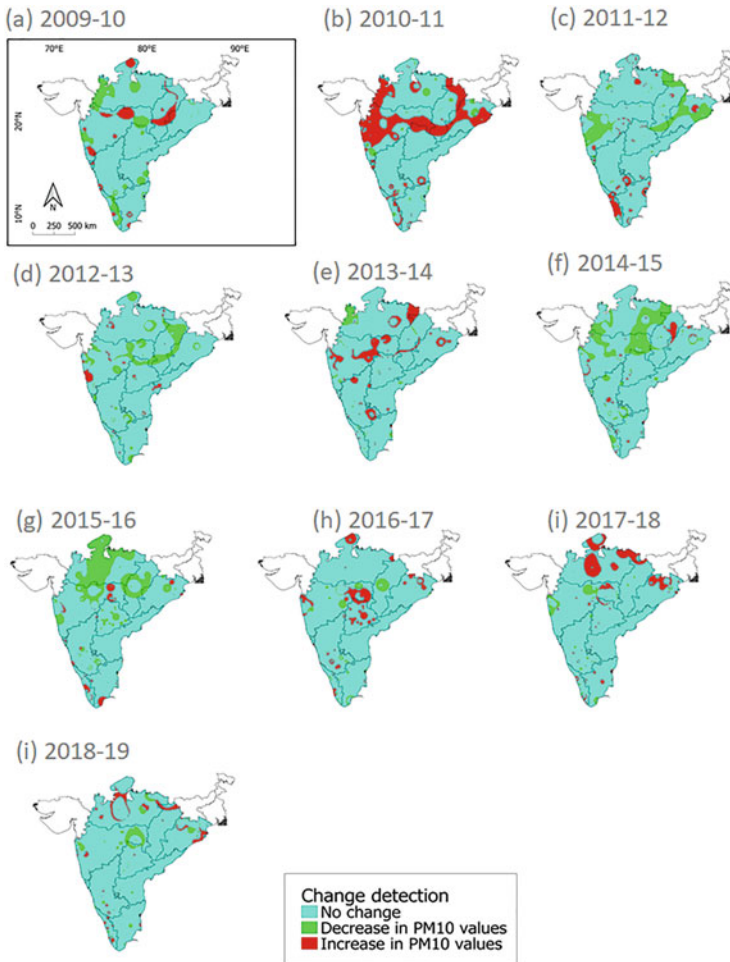 (a) 2009-10
(b) 2010-11
(c) 2011-12
70°E 80°E 90°E
20°N
10°N
N
0 250 500 km
(d) 2012-13
(e) 2013-14
(f) 2014-15
(g) 2015-16
(h) 2016-17
(i) 2017-18
(i) 2018-19
Change detection
No change
Decrease in PM10 values
Increase in PM10 values